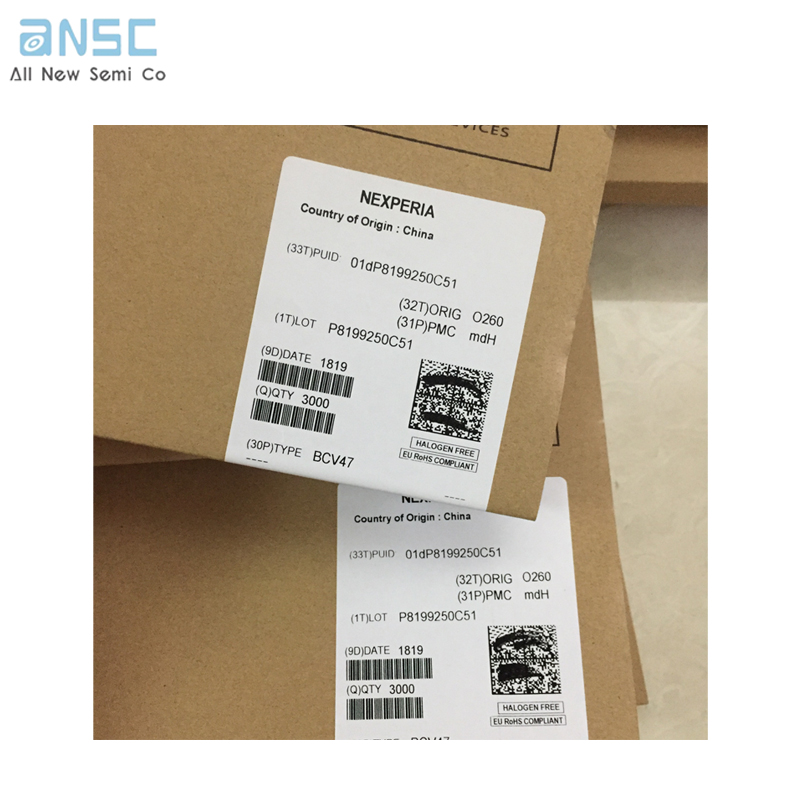 ANSC
All New Semi Co
VICES
NEXPERIA
Country of Origin : China
(33T)PUID 01dP8199250C51
(32T)ORIG O260
(31P)PMC mdH
(1T)LOT P8199250C51
(9D)DATE 1819
(Q)QTY 3000
HALOGEN FREE
EU RoHS COMPLIANT
(30P)TYPE BCV47
----
----
Country of Origin : China
(33T)PUID 01dP8199250C51
(32T)ORIG O260
(31P)PMC mdH
(1T)LOT P8199250C51
(9D)DATE 1819
(Q)QTY 3000
HALOGEN FREE
EU RoHS COMPLIANT
BCV47